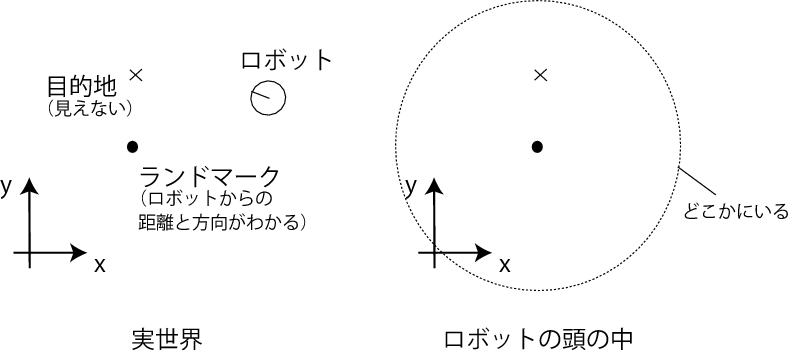 ロボット
目的地
（見えない）
ランドマーク
（ロボットからの
距離と方向がわかる）
y
x
実世界
y
x
どこかにいる
ロボットの頭の中